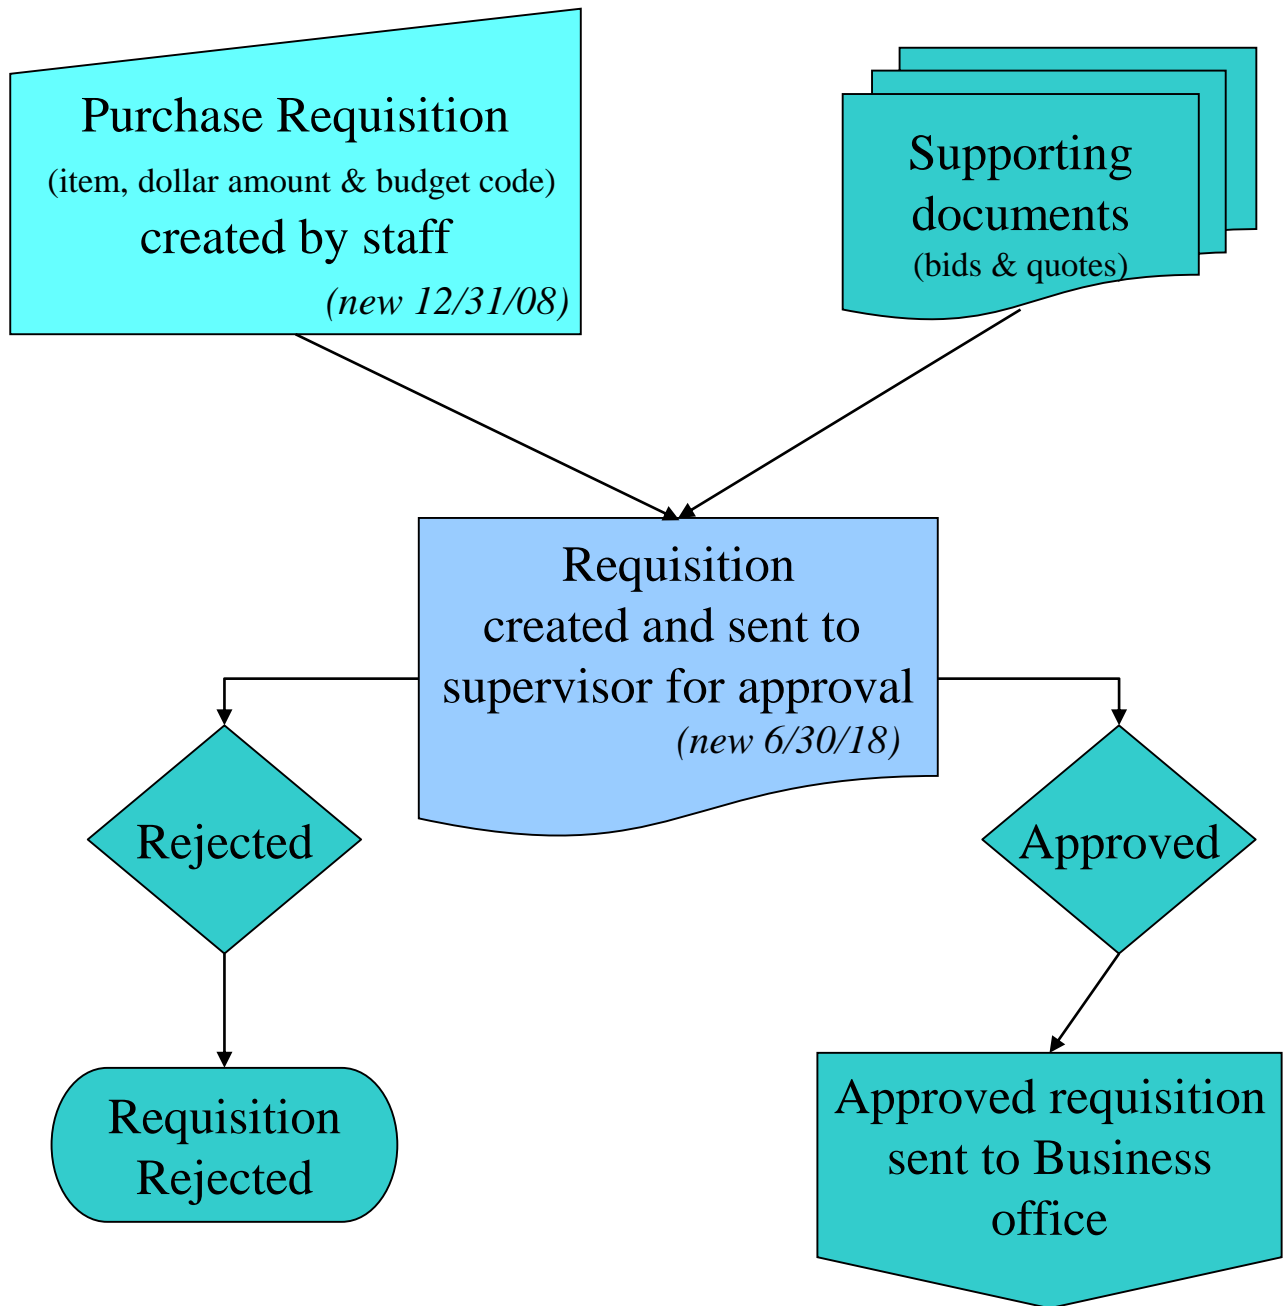 Purchase Requisition
(item, dollar amount & budget code)
created by staff
(new 12/31/08)
Supporting
documents
(bids & quotes)
Requisition
created and sent to
supervisor for approval
(new 6/30/18)
Rejected
Approved
Requisition
Rejected
Approved requisition
sent to Business
office